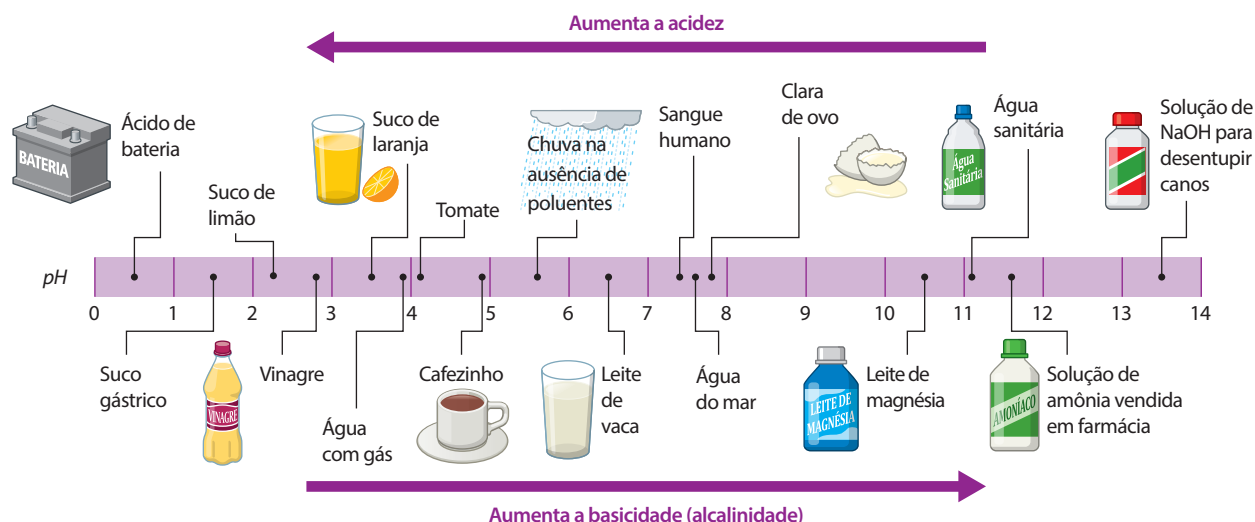 Aumenta a acidez
Ácido de
bateria
BATERIA
Suco de
limão
Suco de
laranja
Tomate
Chuva na
ausência de
poluentes
Sangue
humano
Clara
de ovo
Água
Sanitária
Água
sanitária
Solução de
NaOH para
desentupir
canos
pH
0 1 2 3 4 5 6 7 8 9 10 11 12 13 14
Suco
gástrico
VINAGRE
Vinagre
Água
com gás
Cafezinho
Leite
de
vaca
Água
do mar
LEITE DE
MAGNÉSIA
Leite de
magnésia
AMONÍACO
Solução de
amônia vendida
em farmácia
Aumenta a basicidade (alcalinidade)